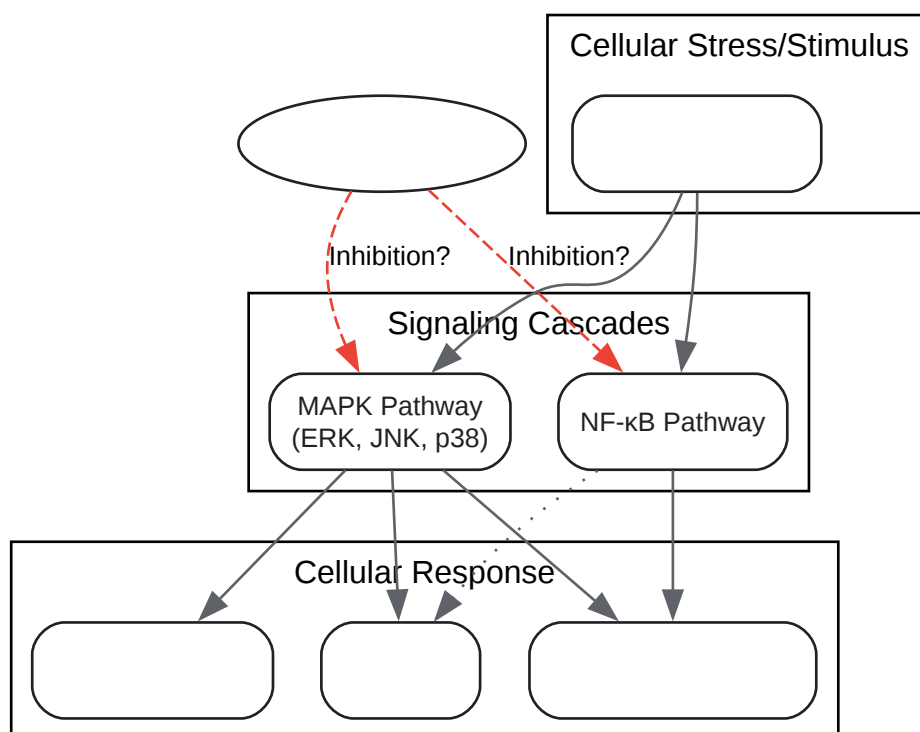 Cellular Stress/Stimulus
Inhibition?
Inhibition?
Signaling Cascades
MAPK Pathway
(ERK, JNK, p38)
NF-κB Pathway
Cellular Response